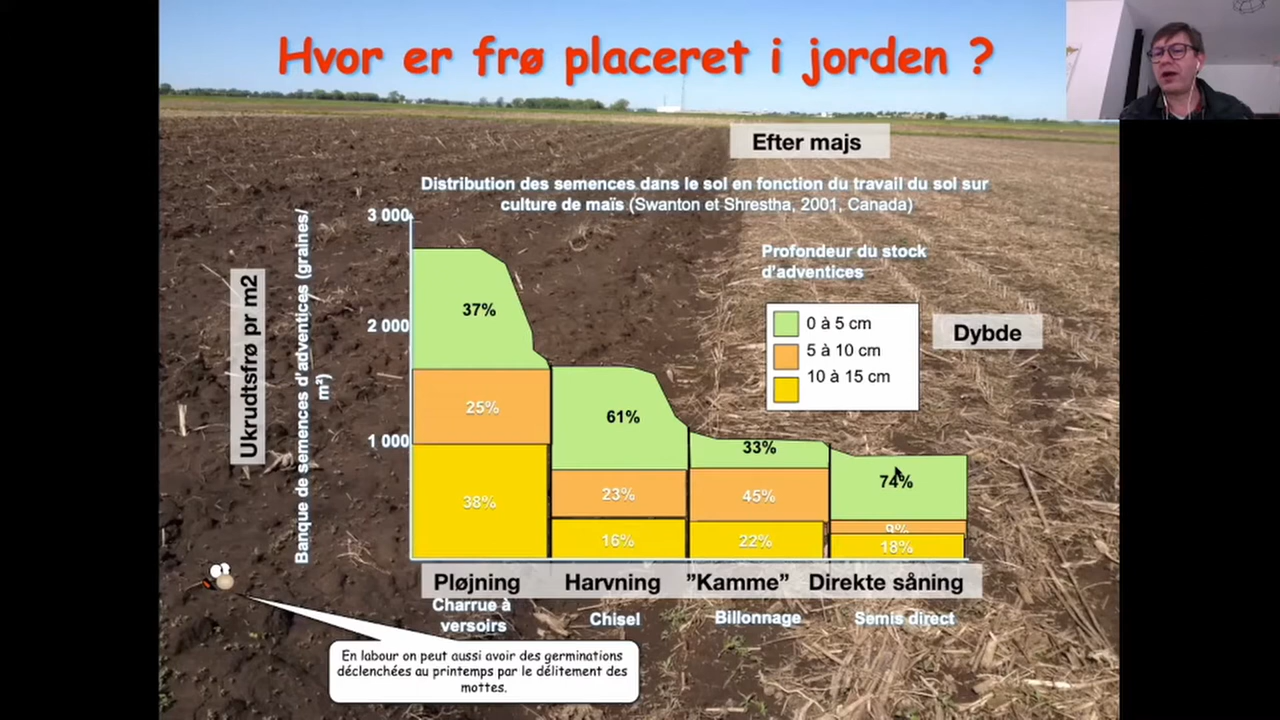 Hvor er frø placeret i jorden ?
Efter majs
Distribution des semences dans le sol en fonction du travail du sol sur
culture de maïs (Swanton et Shrestha, 2001, Canada)
Ukrudtsfrø pr m2
Banque de semences d'adventices (graines/
m²)
3 000
2 000
1 000
Profondeur du stock
d'adventices
0 à 5 cm
5 à 10 cm
10 à 15 cm
Dybde
37%
25%
38%
61%
23%
16%
33%
45%
22%
74%
9%
18%
Pløjning
Harvning
"Kamme"
Direkte såning
Charrue à
versoirs
Chisel
Billonnage
Semis direct
En labour on peut aussi avoir des germinations
déclenchées au printemps par le délitement des
mottes.